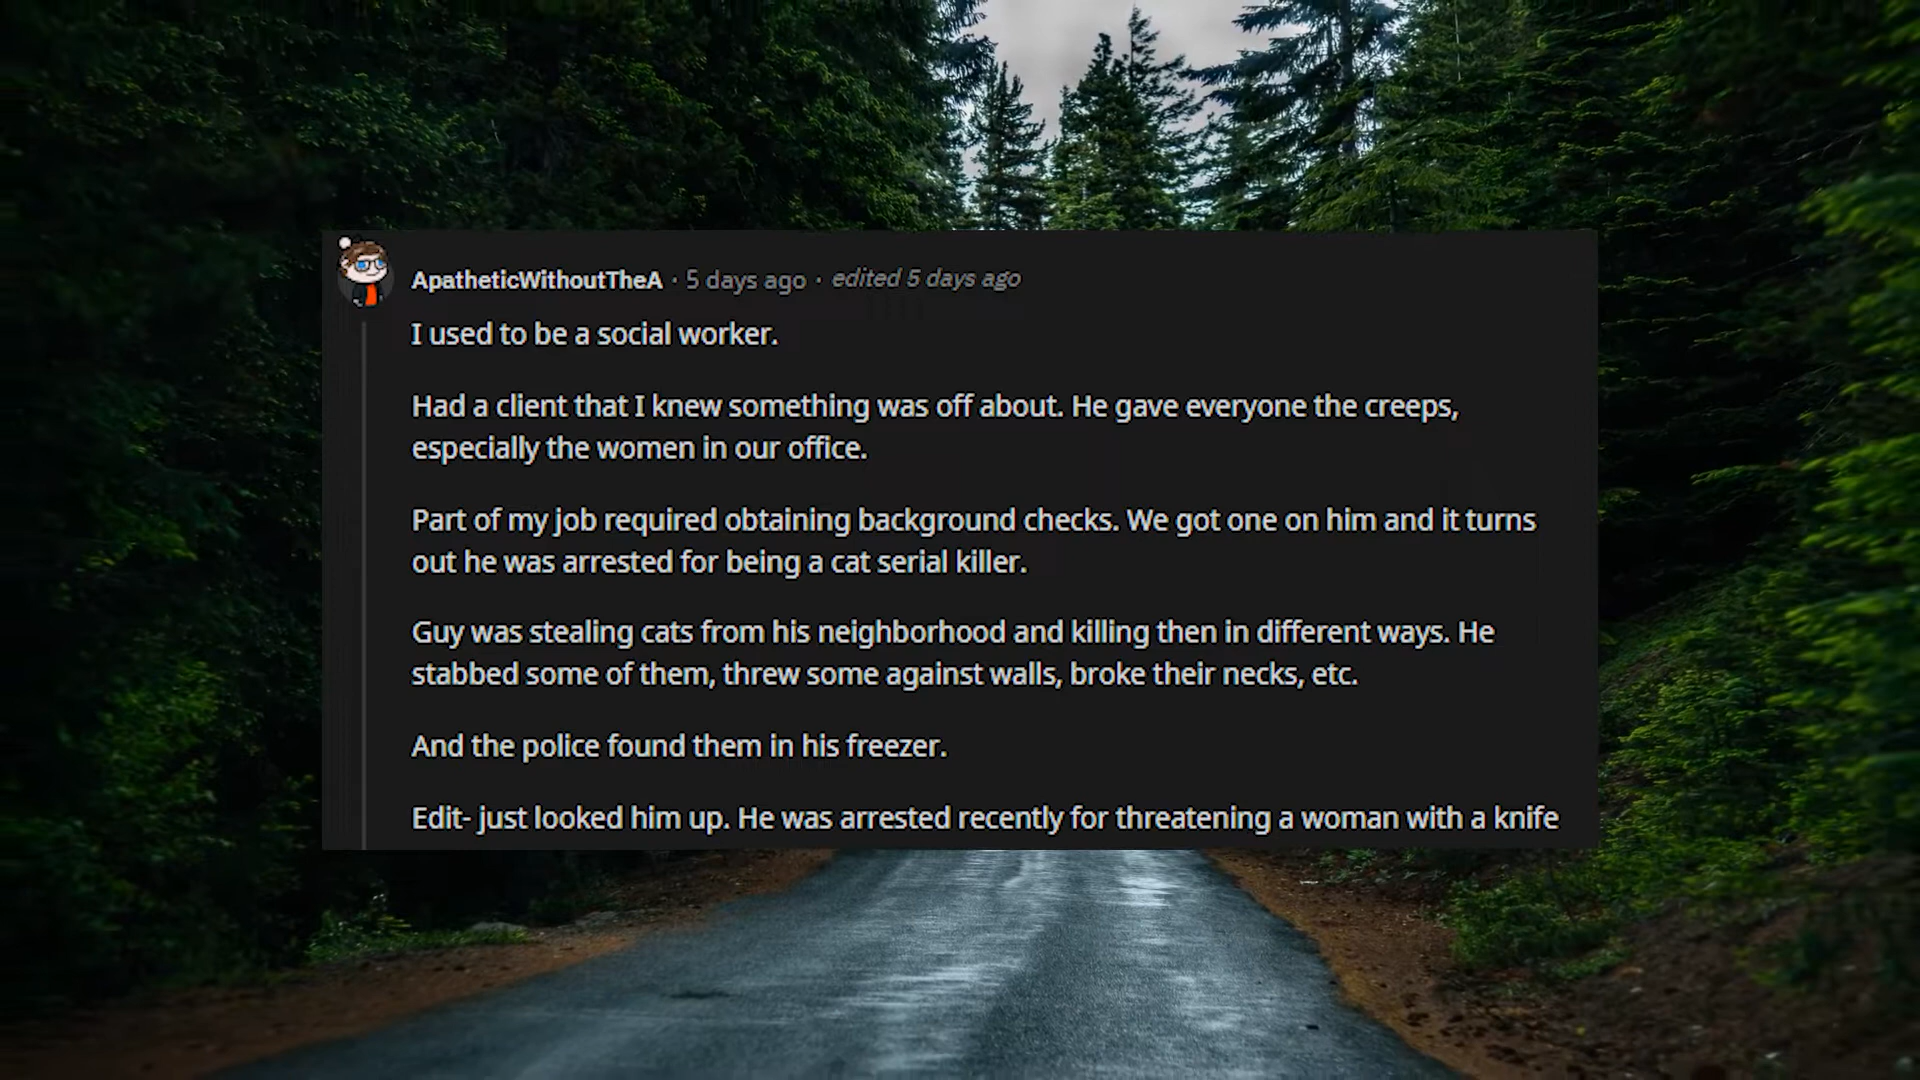 ApatheticWithoutTheA · 5 days ago · edited 5 days ago
I used to be a social worker.
Had a client that I knew something was off about. He gave everyone the creeps,
especially the women in our office.
Part of my job required obtaining background checks. We got one on him and it turns
out he was arrested for being a cat serial killer.
Guy was stealing cats from his neighborhood and killing then in different ways. He
stabbed some of them, threw some against walls, broke their necks, etc.
And the police found them in his freezer.
Edit- just looked him up. He was arrested recently for threatening a woman with a knife